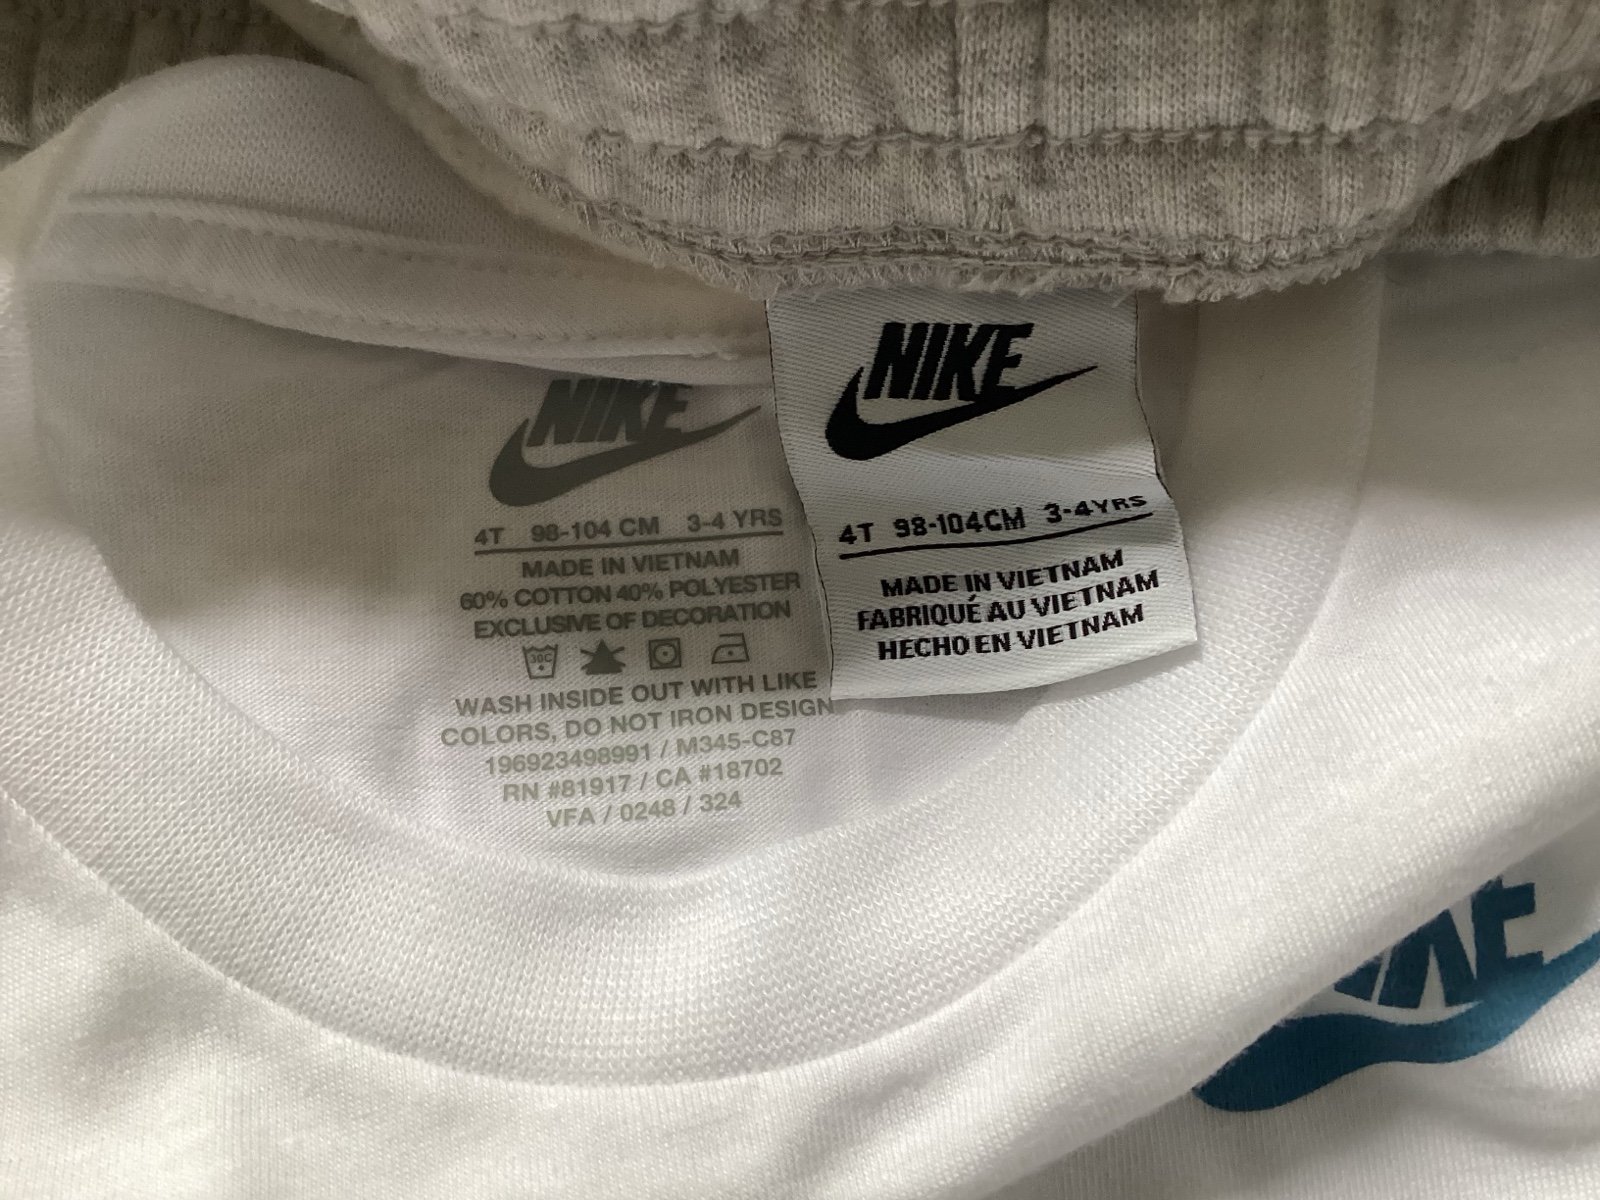 NIKE
4T 98-104 CM 3-4 YRS
MADE IN VIETNAM
60% COTTON 40% POLYESTER
EXCLUSIVE OF DECORATION
30C
WASH INSIDE OUT WITH LIKE
COLORS, DO NOT IRON DESIGN
196923498991 / M345-C87
RN #81917 / CA #18702
VFA / 0248 / 324
NIKE
4T 98-104CM 3-4YRS
MADE IN VIETNAM
FABRIQUÉ AU VIETNAM
HECHO EN VIETNAM
NIKE